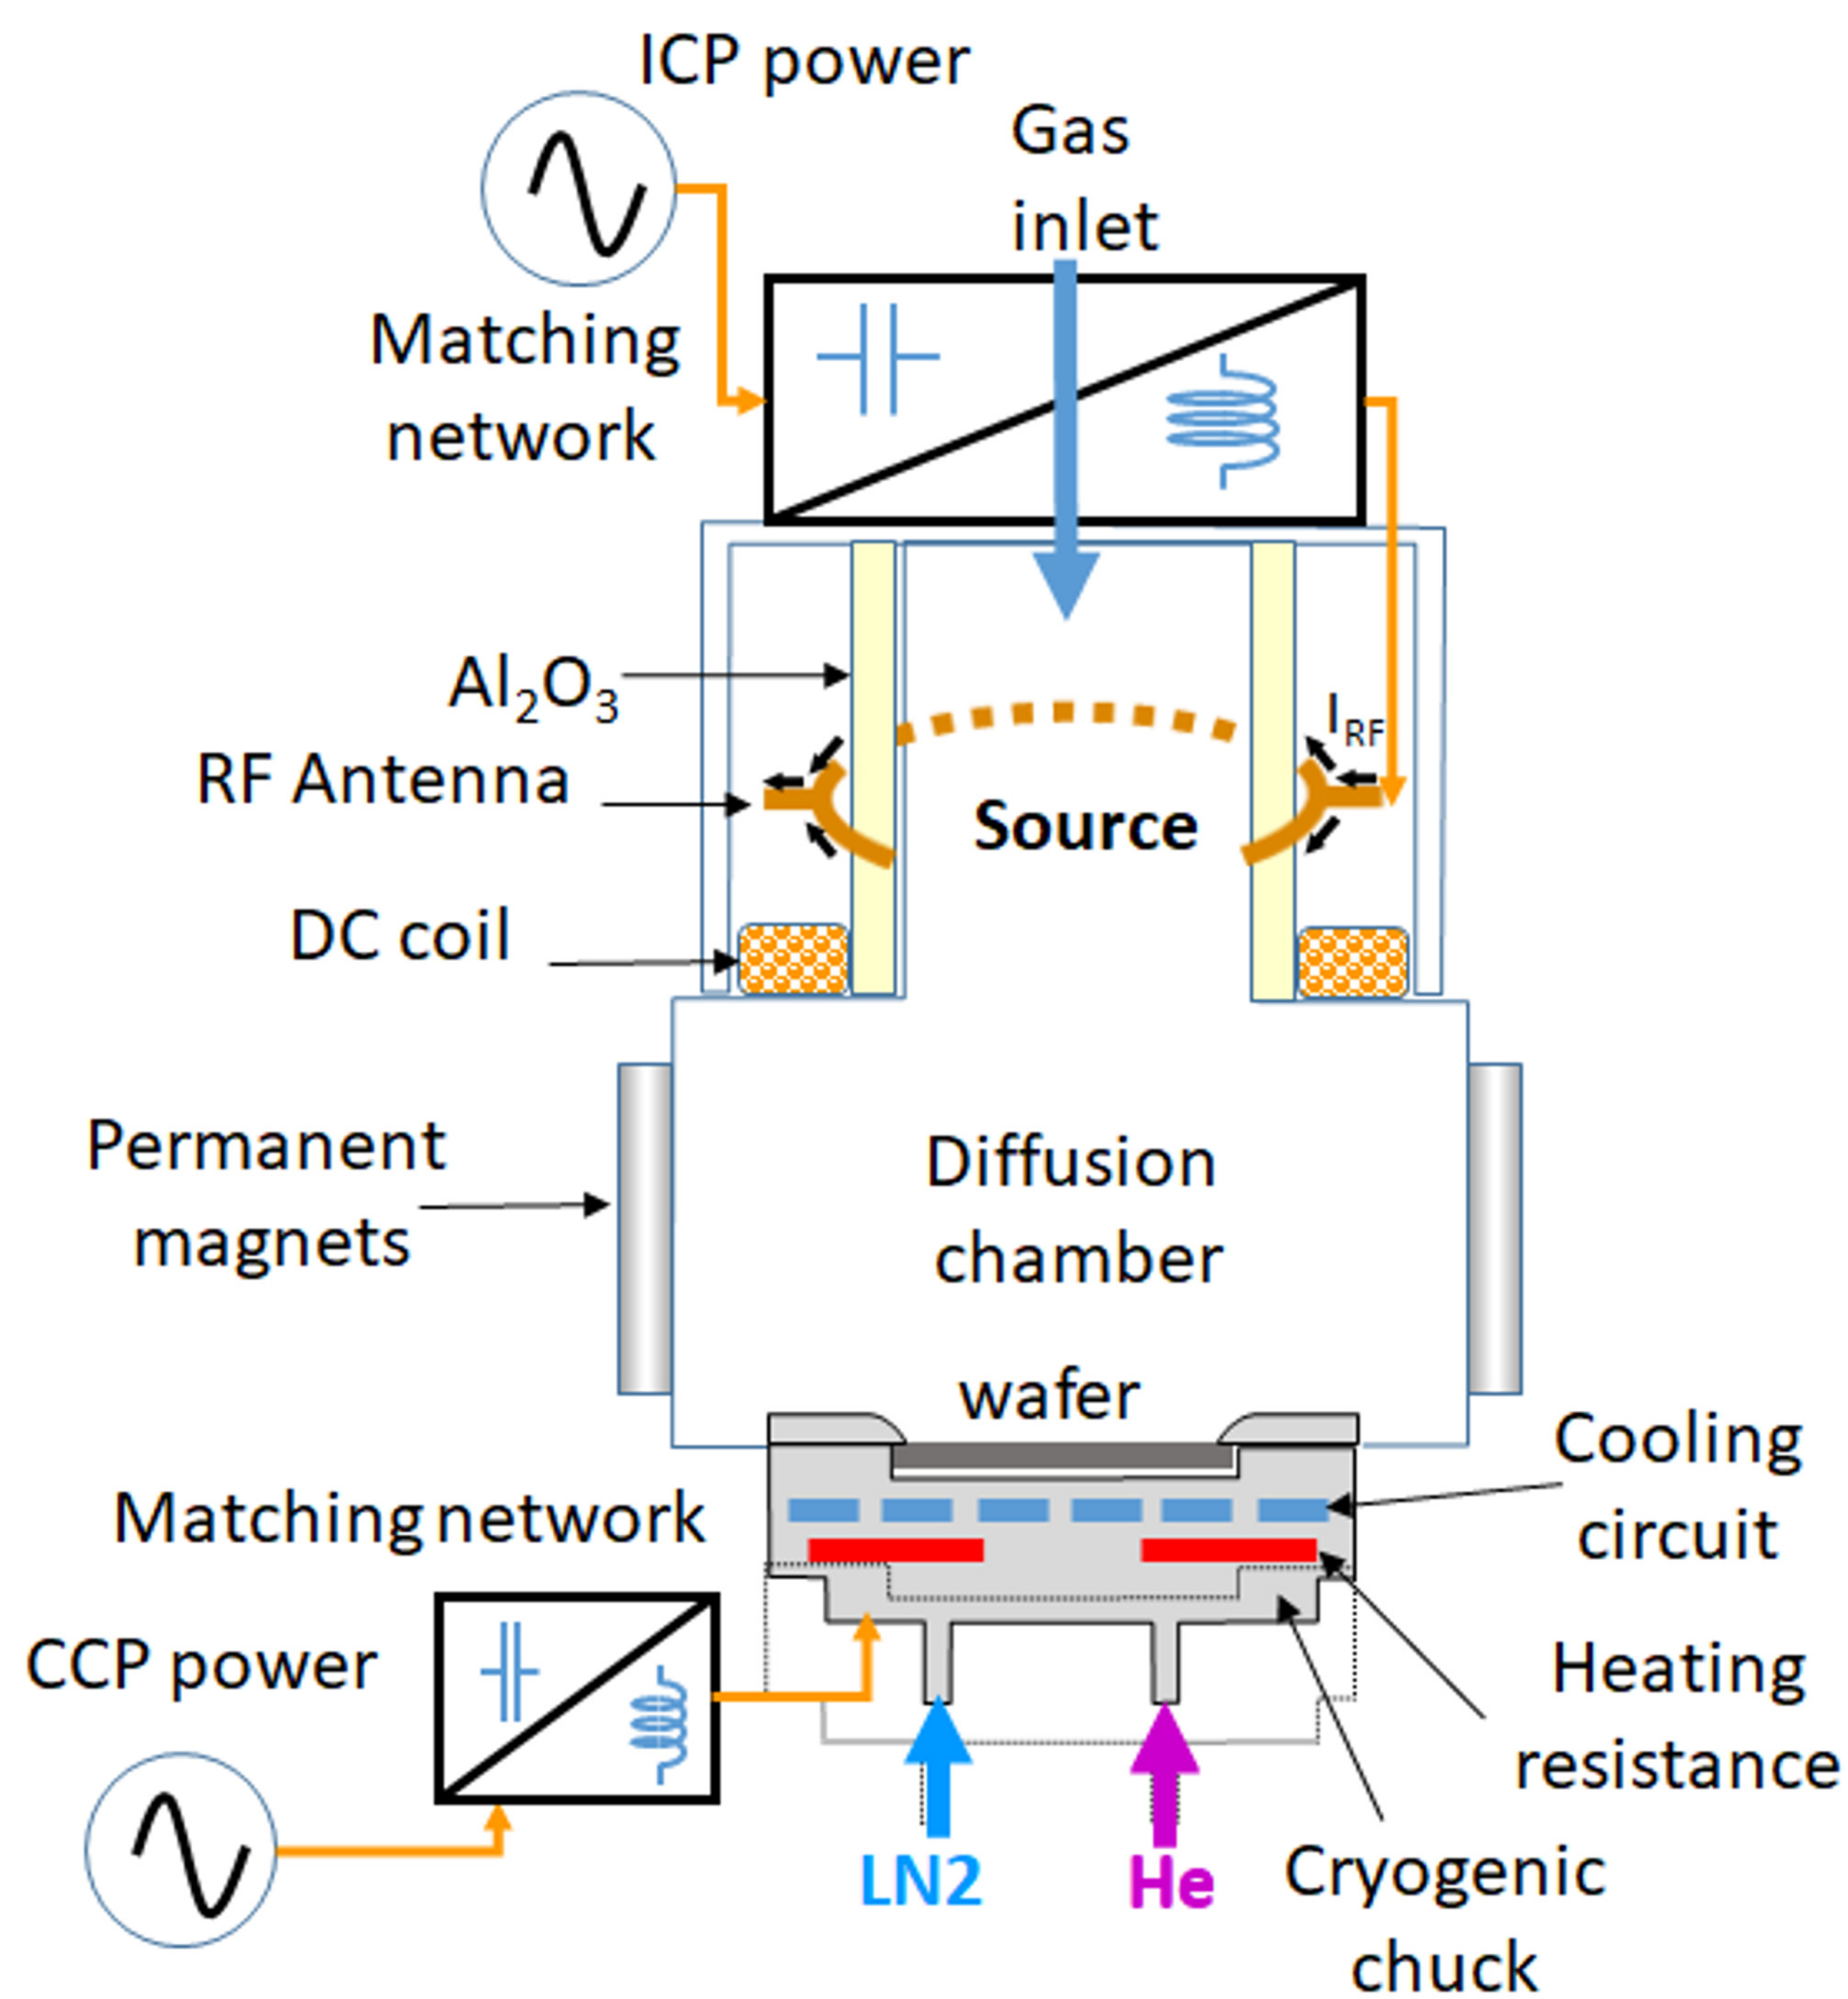 ICP power
Gas
inlet
Matching
network
Al₂O₃
I_RF
RF Antenna
Source
DC coil
Permanent
magnets
Diffusion
chamber
wafer
Cooling
circuit
Matching network
CCP power
Heating
resistance
LN2
He
Cryogenic
chuck